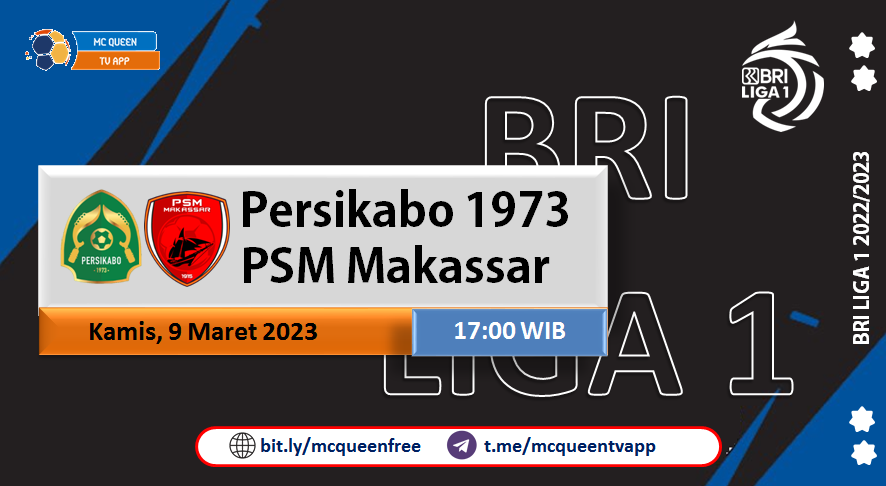 MC QUEEN
TV APP
BRI
LIGA 1
BRI
LIGA 1
BRI LIGA 1 2022/2023
PERSIKABO
-1973-
PSM
MAKASSAR
1915
Persikabo 1973
PSM Makassar
Kamis, 9 Maret 2023
17:00 WIB
bit.ly/mcqueenfree
t.me/mcqueentvapp